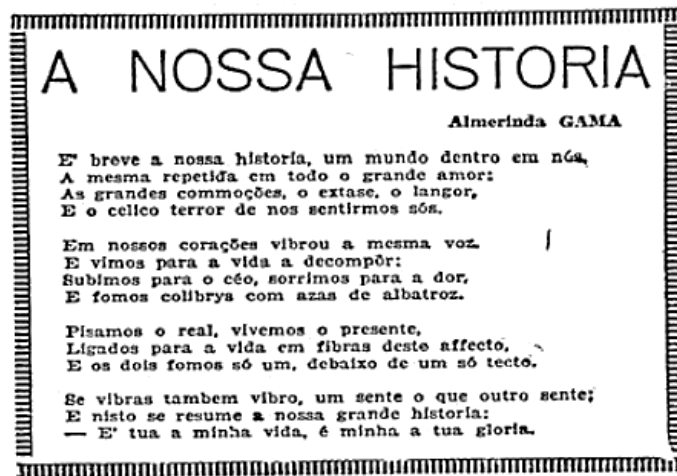 A NOSSA HISTORIA
Almerinda GAMA
E' breve a nossa historia, um mundo dentro em nós,
A mesma repetida em todo o grande amor:
As grandes commoções, o extase, o langor,
E o celico terror de nos sentirmos sós.
Em nossos corações vibrou a mesma voz.
E vimos para a vida a decompôr:
Subimos para o céo, sorrimos para a dor,
E fomos colibrys com azas de albatroz.
Pisamos o real, vivemos o presente,
Ligados para a vida em fibras deste affecto,
E os dois fomos só um, debaixo de um só tecto.
Se vibras tambem vibro, um sente o que outro sente;
E nisto se resume a nossa grande historia:
— E' tua a minha vida, é minha a tua gloria.